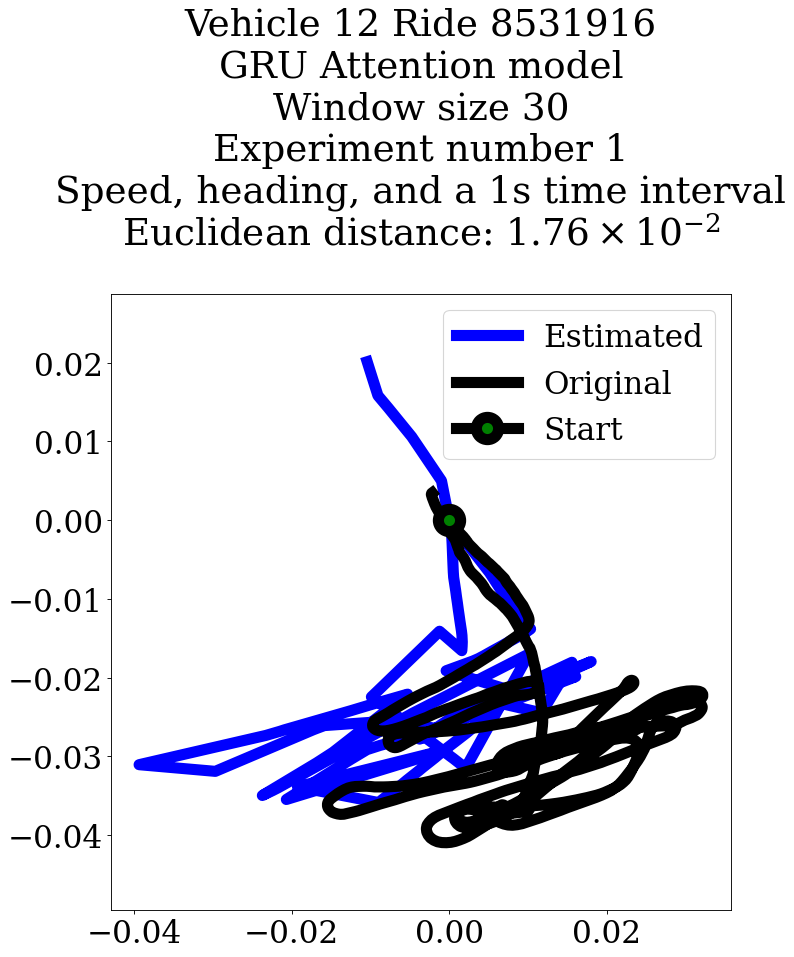 Vehicle 12 Ride 8531916
GRU Attention model
Window size 30
Experiment number 1
Speed, heading, and a 1s time interval
Euclidean distance: 1.76 × 10⁻²
Estimated
Original
Start
0.02
0.01
0.00
−0.01
−0.02
−0.03
−0.04
−0.04
−0.02
0.00
0.02